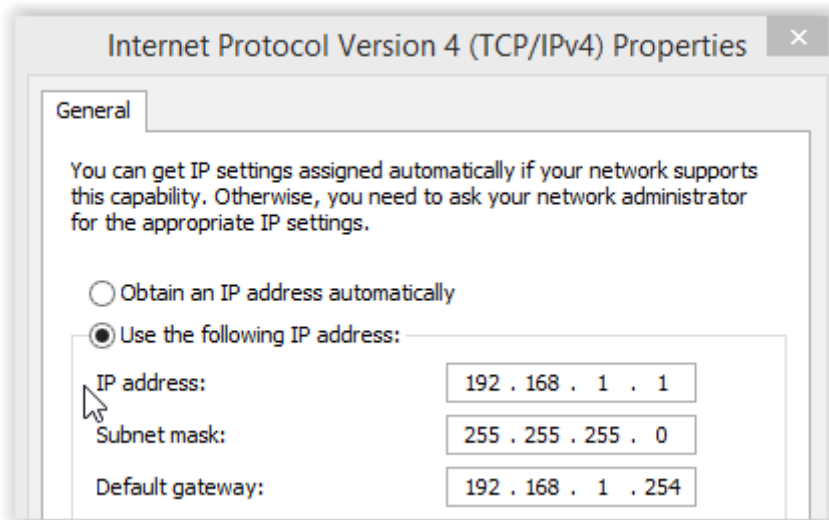 Internet Protocol Version 4 (TCP/IPv4) Properties
General
You can get IP settings assigned automatically if your network supports
this capability. Otherwise, you need to ask your network administrator
for the appropriate IP settings.
Obtain an IP address automatically
Use the following IP address:
IP address: 192 . 168 . 1 . 1
Subnet mask: 255 . 255 . 255 . 0
Default gateway: 192 . 168 . 1 . 254